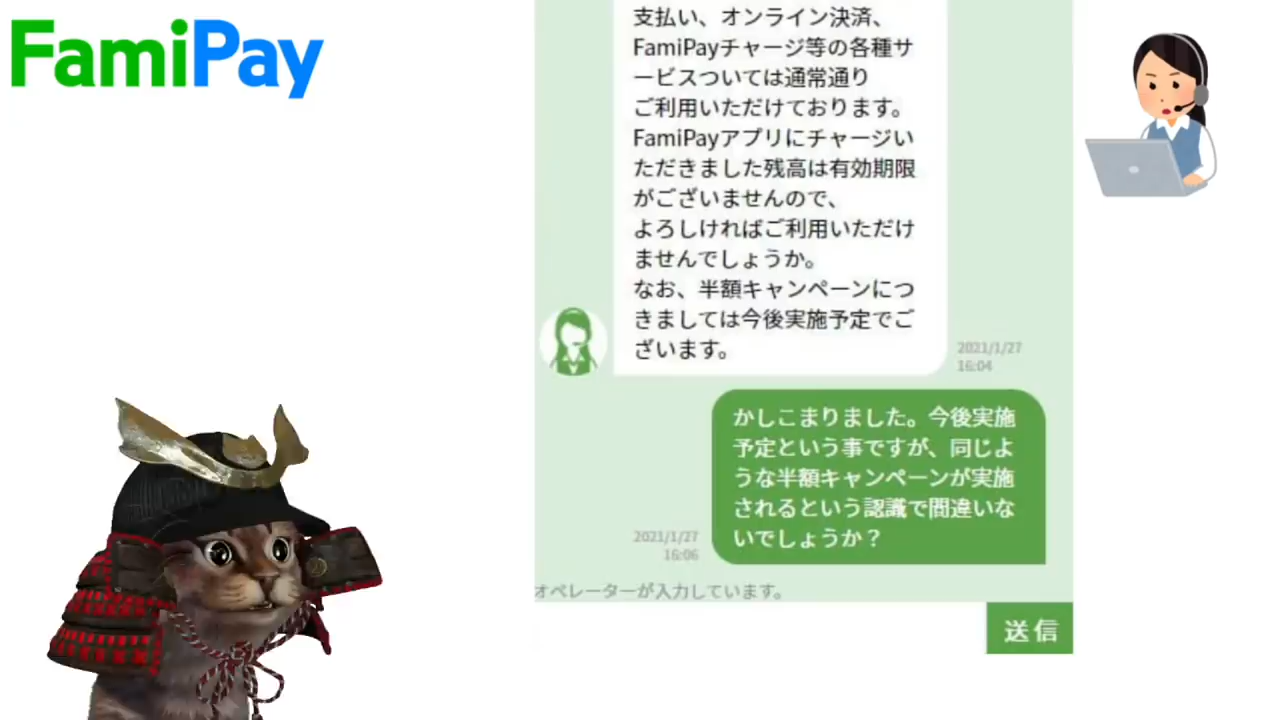 FamiPay
支払い、オンライン決済、
FamiPayチャージ等の各種サ
ービスついては通常通り
ご利用いただけております。
FamiPayアプリにチャージい
ただきました残高は有効期限
がございませんので、
よろしければご利用いただけ
ませんでしょうか。
なお、半額キャンペーンにつ
きましては今後実施予定でご
ざいます。
2021/1/27
16:04
かしこまりました。今後実施
予定という事ですが、同じよ
うな半額キャンペーンが実施
されるという認識で間違いな
いでしょうか？
2021/1/27
16:06
オペレーターが入力しています。
送信